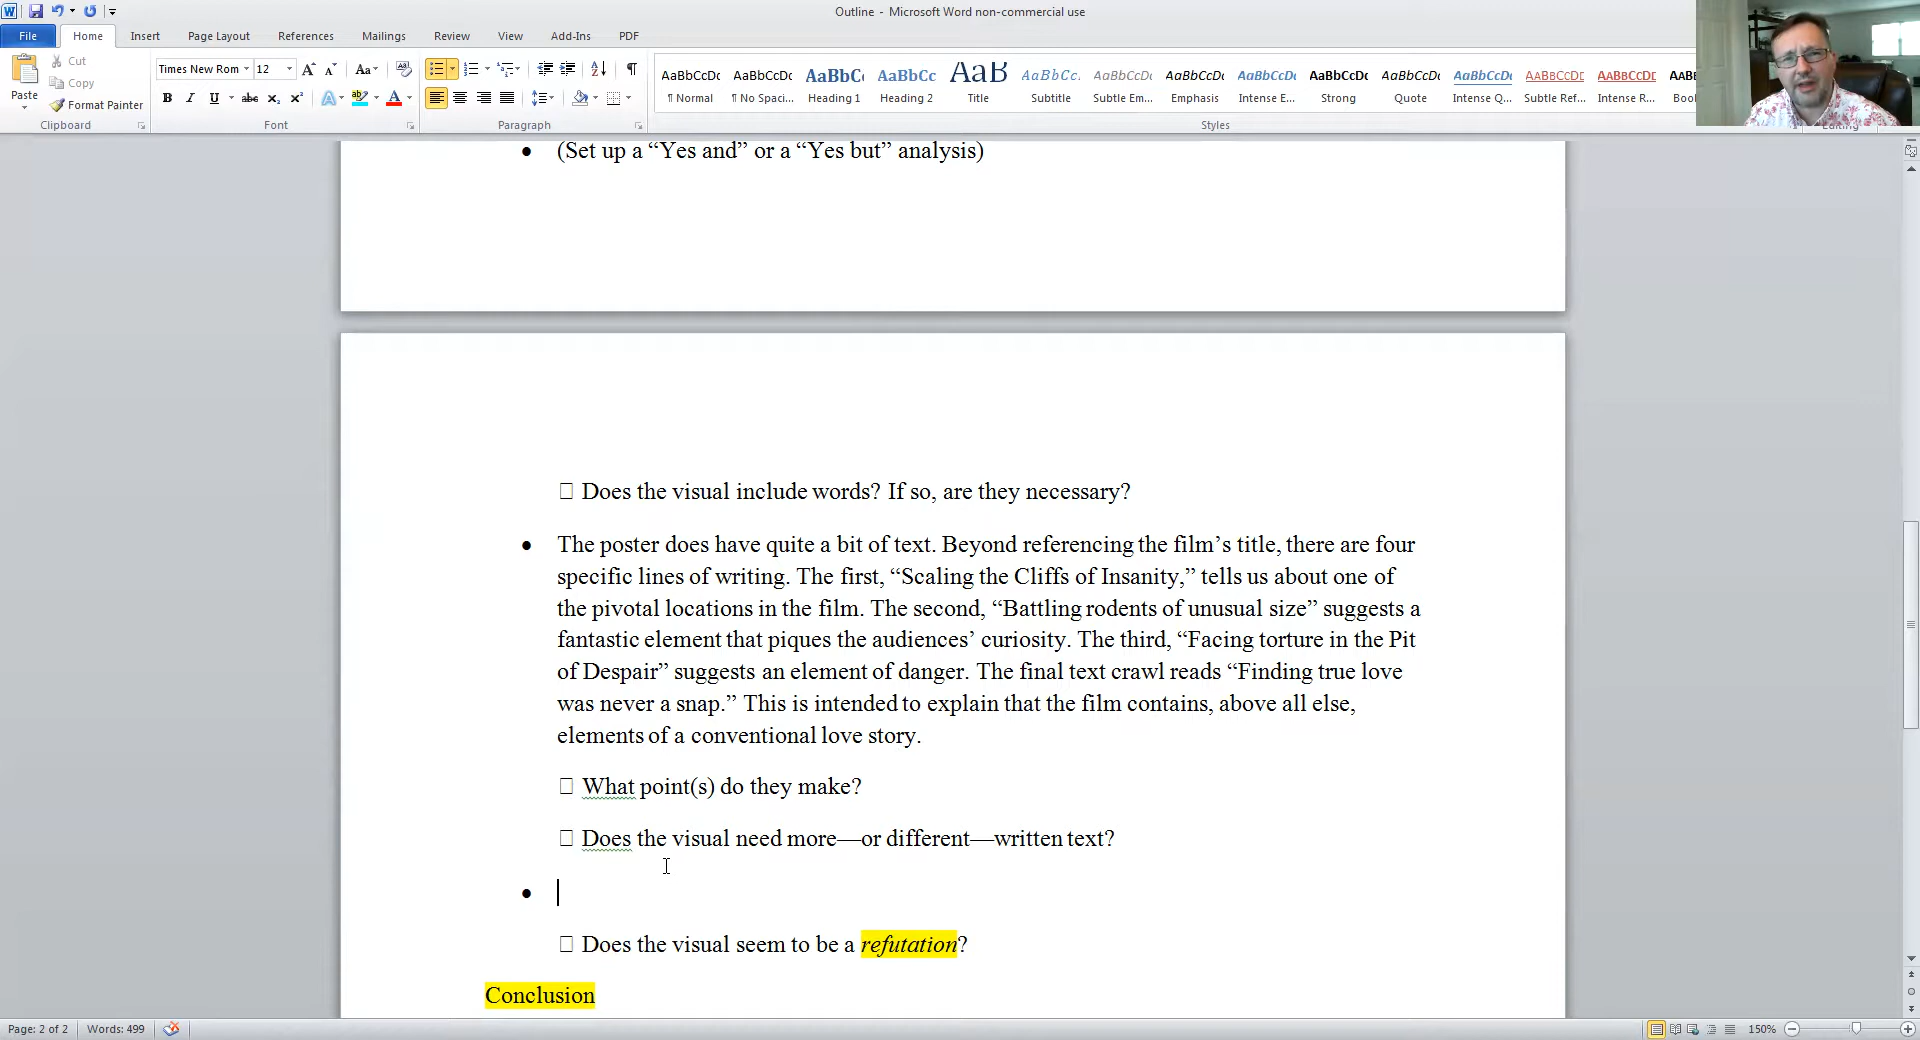 Outline - Microsoft Word non-commercial use
File Home Insert Page Layout References Mailings Review View Add-Ins PDF
Paste
Cut
Copy
Format Painter
Times New Rom 12
AaBbCcDc AaBbCcDc AaBbCc AaBbCc AaB AaBbCc. AaBbCcDc AaBbCcDc AaBbCcDc AaBbCcDc AaBbCcDc AaBbCcDc AaBbCcDc AaBbCcDc
¶ Normal ¶ No Spaci... Heading 1 Heading 2 Title Subtitle Subtle Em... Emphasis Intense E... Strong Quote Intense Q... Subtle Ref... Intense R...
Clipboard Font Paragraph Styles Editing
• (Set up a “Yes and” or a “Yes but” analysis)
□ Does the visual include words? If so, are they necessary?
• The poster does have quite a bit of text. Beyond referencing the film’s title, there are four
specific lines of writing. The first, “Scaling the Cliffs of Insanity,” tells us about one of
the pivotal locations in the film. The second, “Battling rodents of unusual size” suggests a
fantastic element that piques the audiences’ curiosity. The third, “Facing torture in the Pit
of Despair” suggests an element of danger. The final text crawl reads “Finding true love
was never a snap.” This is intended to explain that the film contains, above all else,
elements of a conventional love story.
□ What point(s) do they make?
□ Does the visual need more—or different—written text?
•
□ Does the visual seem to be a refutation?
Conclusion
Page: 2 of 2 Words: 499 150%